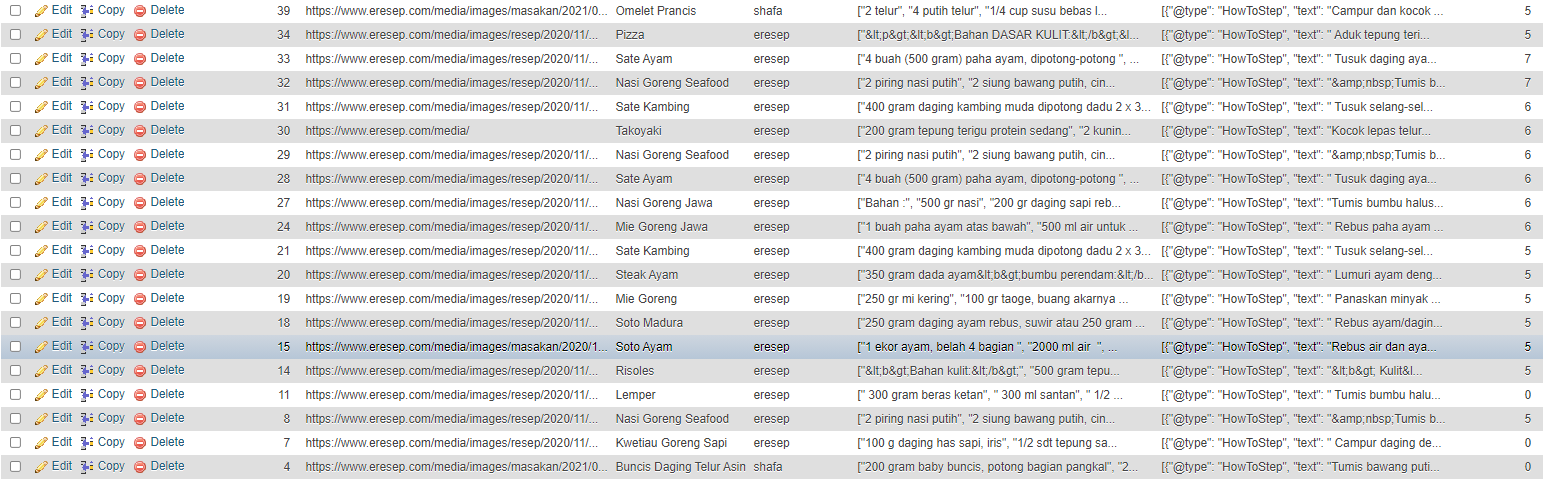 Edit Copy Delete 39 https://www.eresep.com/media/images/masakan/2021/0... Omelet Prancis shafa ["2 telur", "4 putih telur", "1/4 cup susu bebas l... [{"@type": "HowToStep", "text": "Campur dan kocok ... 5
Edit Copy Delete 34 https://www.eresep.com/media/images/resep/2020/11/... Pizza eresep ["&lt;p&gt;&lt;b&gt;Bahan DASAR KULIT:&lt;/b&gt;&l... [{"@type": "HowToStep", "text": " Aduk tepung teri... 5
Edit Copy Delete 33 https://www.eresep.com/media/images/resep/2020/11/... Sate Ayam eresep ["4 buah (500 gram) paha ayam, dipotong-potong ", ... [{"@type": "HowToStep", "text": " Tusuk daging aya... 7
Edit Copy Delete 32 https://www.eresep.com/media/images/resep/2020/11/... Nasi Goreng Seafood eresep ["2 piring nasi putih", "2 siung bawang putih, cin... [{"@type": "HowToStep", "text": "&amp;nbsp;Tumis b... 7
Edit Copy Delete 31 https://www.eresep.com/media/images/resep/2020/11/... Sate Kambing eresep ["400 gram daging kambing muda dipotong dadu 2 x 3... [{"@type": "HowToStep", "text": " Tusuk selang-sel... 6
Edit Copy Delete 30 https://www.eresep.com/media/ Takoyaki eresep ["200 gram tepung terigu protein sedang", "2 kunin... [{"@type": "HowToStep", "text": "Kocok lepas telur... 6
Edit Copy Delete 29 https://www.eresep.com/media/images/resep/2020/11/... Nasi Goreng Seafood eresep ["2 piring nasi putih", "2 siung bawang putih, cin... [{"@type": "HowToStep", "text": "&amp;nbsp;Tumis b... 6
Edit Copy Delete 28 https://www.eresep.com/media/images/resep/2020/11/... Sate Ayam eresep ["4 buah (500 gram) paha ayam, dipotong-potong ", ... [{"@type": "HowToStep", "text": " Tusuk daging aya... 6
Edit Copy Delete 27 https://www.eresep.com/media/images/resep/2020/11/... Nasi Goreng Jawa eresep ["Bahan :", "500 gr nasi", "200 gr daging sapi reb... [{"@type": "HowToStep", "text": "Tumis bumbu halus... 6
Edit Copy Delete 24 https://www.eresep.com/media/images/resep/2020/11/... Mie Goreng Jawa eresep ["1 buah paha ayam atas bawah", "500 ml air untuk ... [{"@type": "HowToStep", "text": " Rebus paha ayam ... 6
Edit Copy Delete 21 https://www.eresep.com/media/images/resep/2020/11/... Sate Kambing eresep ["400 gram daging kambing muda dipotong dadu 2 x 3... [{"@type": "HowToStep", "text": " Tusuk selang-sel... 5
Edit Copy Delete 20 https://www.eresep.com/media/images/resep/2020/11/... Steak Ayam eresep ["350 gram dada ayam&lt;b&gt;bumbu perendam:&lt;/b... [{"@type": "HowToStep", "text": " Lumuri ayam deng... 5
Edit Copy Delete 19 https://www.eresep.com/media/images/resep/2020/11/... Mie Goreng eresep ["250 gr mi kering", "100 gr taoge, buang akarnya ... [{"@type": "HowToStep", "text": " Panaskan minyak ... 5
Edit Copy Delete 18 https://www.eresep.com/media/images/resep/2020/11/... Soto Madura eresep ["250 gram daging ayam rebus, suwir atau 250 gram ... [{"@type": "HowToStep", "text": " Rebus ayam/dagin... 5
Edit Copy Delete 15 https://www.eresep.com/media/images/masakan/2020/1... Soto Ayam eresep ["1 ekor ayam, belah 4 bagian ", "2000 ml air  ", ... [{"@type": "HowToStep", "text": "Rebus air dan aya... 5
Edit Copy Delete 14 https://www.eresep.com/media/images/resep/2020/11/... Risoles eresep ["&lt;b&gt;Bahan kulit:&lt;/b&gt;", "500 gram tepu... [{"@type": "HowToStep", "text": "&lt;b&gt; Kulit&l... 5
Edit Copy Delete 11 https://www.eresep.com/media/images/resep/2020/11/... Lemper eresep [" 300 gram beras ketan", " 300 ml santan", " 1/2 ... [{"@type": "HowToStep", "text": " Tumis bumbu halu... 0
Edit Copy Delete 8 https://www.eresep.com/media/images/resep/2020/11/... Nasi Goreng Seafood eresep ["2 piring nasi putih", "2 siung bawang putih, cin... [{"@type": "HowToStep", "text": "&amp;nbsp;Tumis b... 5
Edit Copy Delete 7 https://www.eresep.com/media/images/resep/2020/11/... Kwetiau Goreng Sapi eresep ["100 g daging has sapi, iris", "1/2 sdt tepung sa... [{"@type": "HowToStep", "text": " Campur daging de... 0
Edit Copy Delete 4 https://www.eresep.com/media/images/masakan/2021/0... Buncis Daging Telur Asin shafa ["200 gram baby buncis, potong bagian pangkal", "2... [{"@type": "HowToStep", "text": "Tumis bawang puti... 0